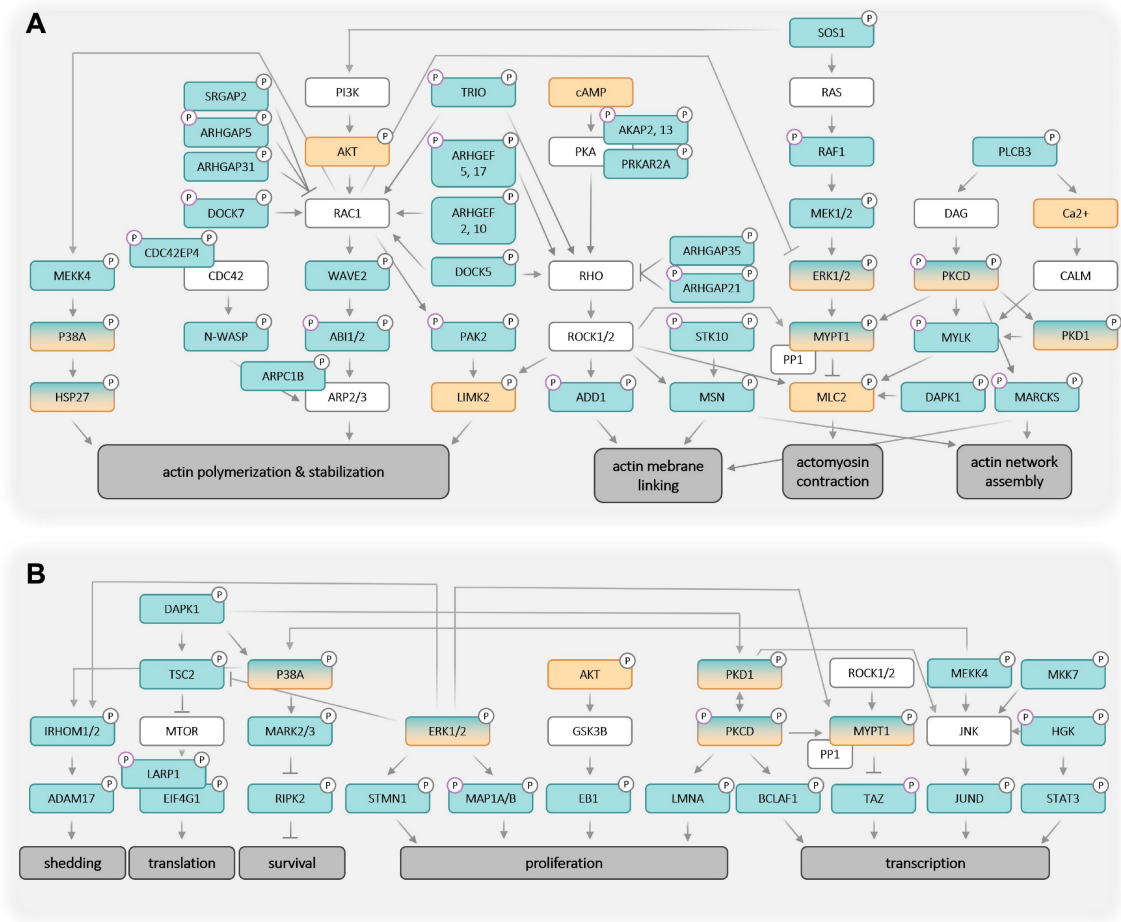 A
P
SOS1
PI3K
P
SRGAP2
P
P
TRIO
cAMP
RAS
P
P
ARHGAP5
P
AKT
P
P
ARHGEF
5, 17
PKA
P
AKAP2, 13
P
PRKAR2A
P
P
RAF1
P
PLCB3
P
ARHGAP31
P
P
DOCK7
RAC1
ARHGEF
2, 10
P
MEK1/2
P
DAG
Ca2+
P
P
CDC42EP4
CDC42
ARHGAP35
P
MEKK4
P
WAVE2
P
DOCK5
P
RHO
P
ARHGAP21
P
ERK1/2
P
P
PKCD
P
CALM
P38A
P
N-WASP
P
P
ABI1/2
P
P
PAK2
P
ROCK1/2
P
STK10
P
MYPT1
P
PP1
P
MYLK
P
PKD1
P
ARPC1B
P
HSP27
P
ARP2/3
P
LIMK2
P
P
ADD1
P
MSN
P
MLC2
P
DAPK1
P
P
MARCKS
P
actin polymerization & stabilization
actin mebrane
linking
actomyosin
contraction
actin network
assembly
B
DAPK1
P
TSC2
P
P38A
P
AKT
P
PKD1
P
ROCK1/2
MEKK4
P
MKK7
P
IRHOM1/2
P
MTOR
MARK2/3
P
ERK1/2
P
GSK3B
P
PKCD
P
MYPT1
P
PP1
JNK
P
HGK
P
P
LARP1
P
ADAM17
P
EIF4G1
P
RIPK2
P
STMN1
P
P
MAP1A/B
P
EB1
P
LMNA
P
BCLAF1
P
TAZ
P
JUND
P
STAT3
P
shedding
translation
survival
proliferation
transcription